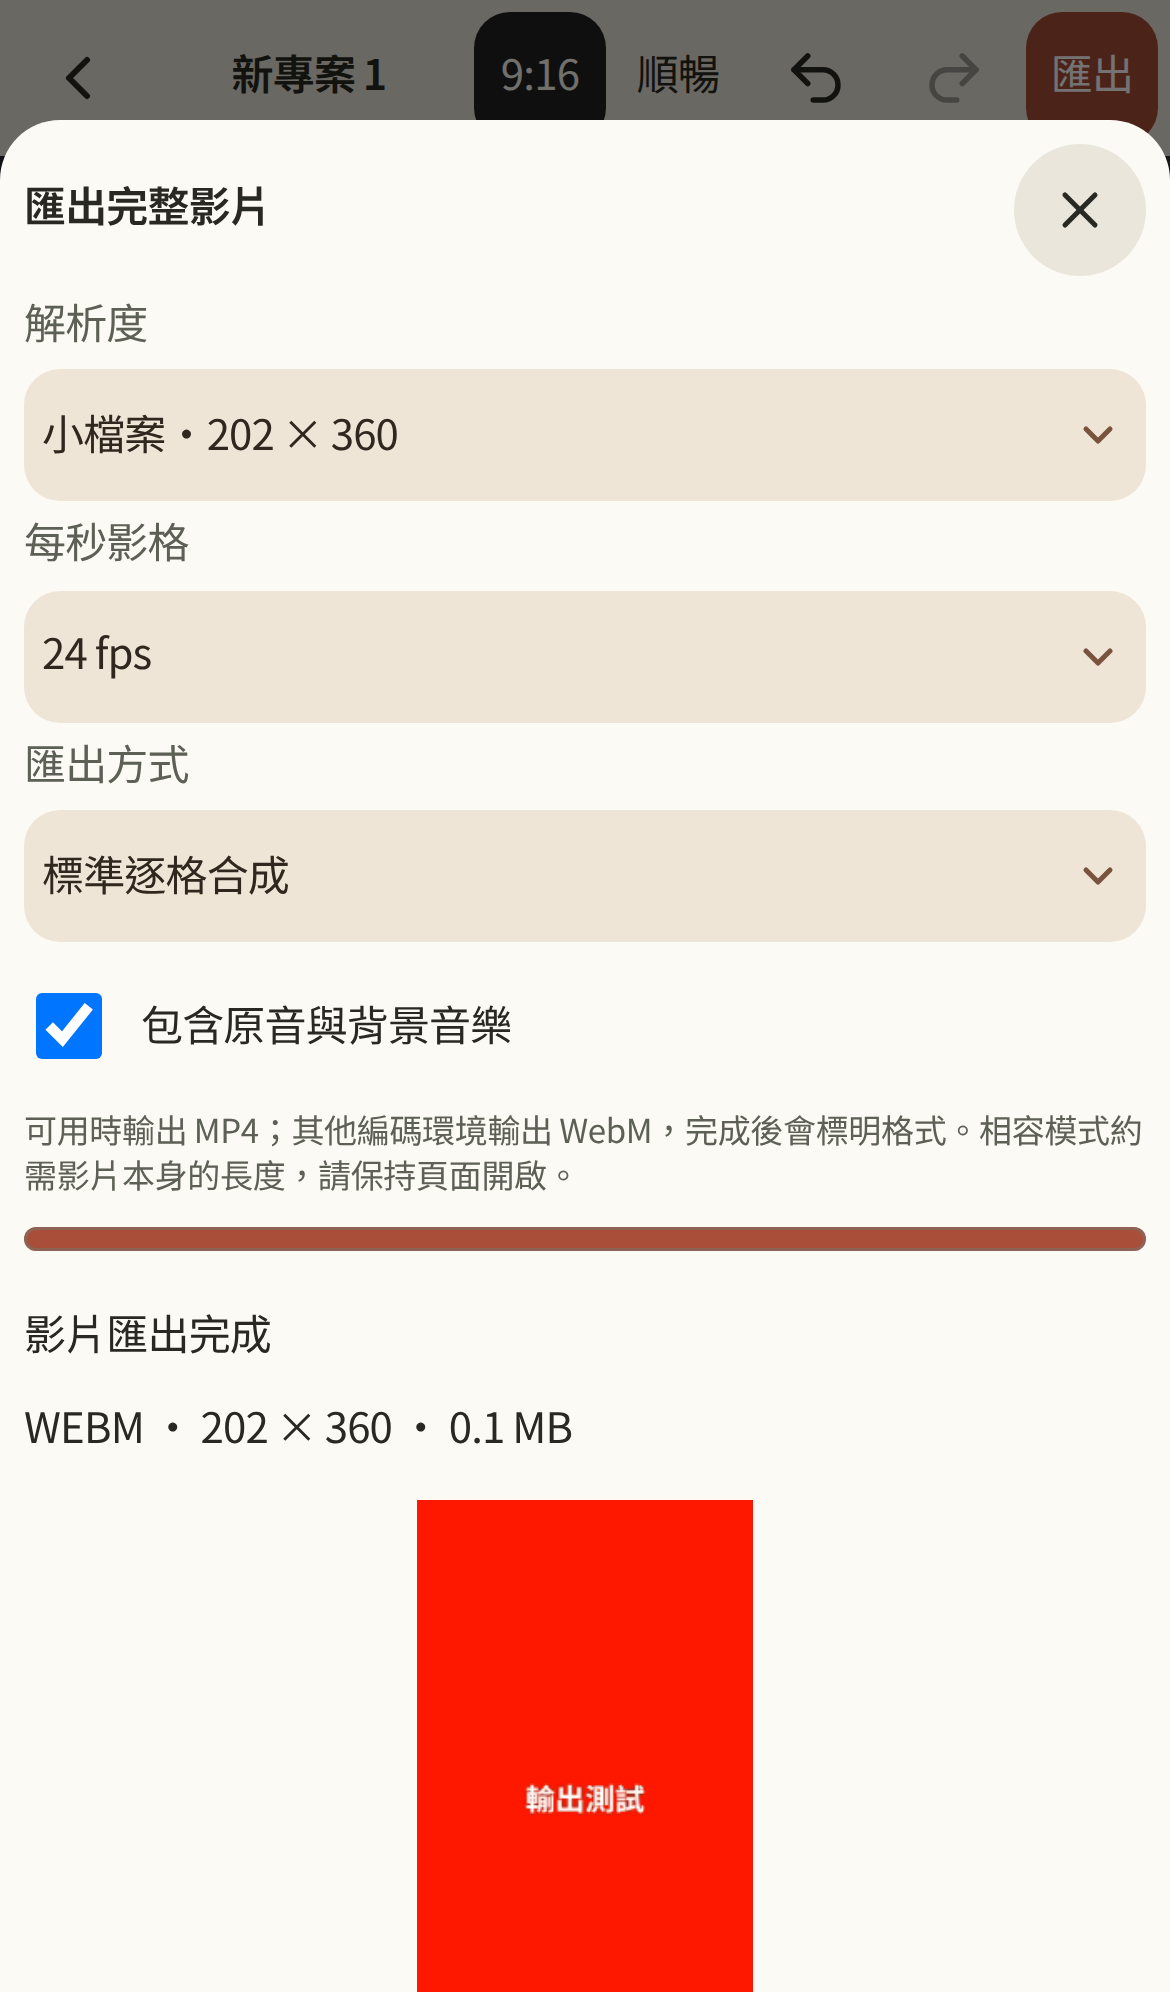 新專案 1
9:16
順暢
匯出
匯出完整影片
解析度
小檔案・202 × 360
每秒影格
24 fps
匯出方式
標準逐格合成
包含原音與背景音樂
可用時輸出 MP4；其他編碼環境輸出 WebM，完成後會標明格式。相容模式約
需影片本身的長度，請保持頁面開啟。
影片匯出完成
WEBM ・ 202 × 360 ・ 0.1 MB
輸出測試